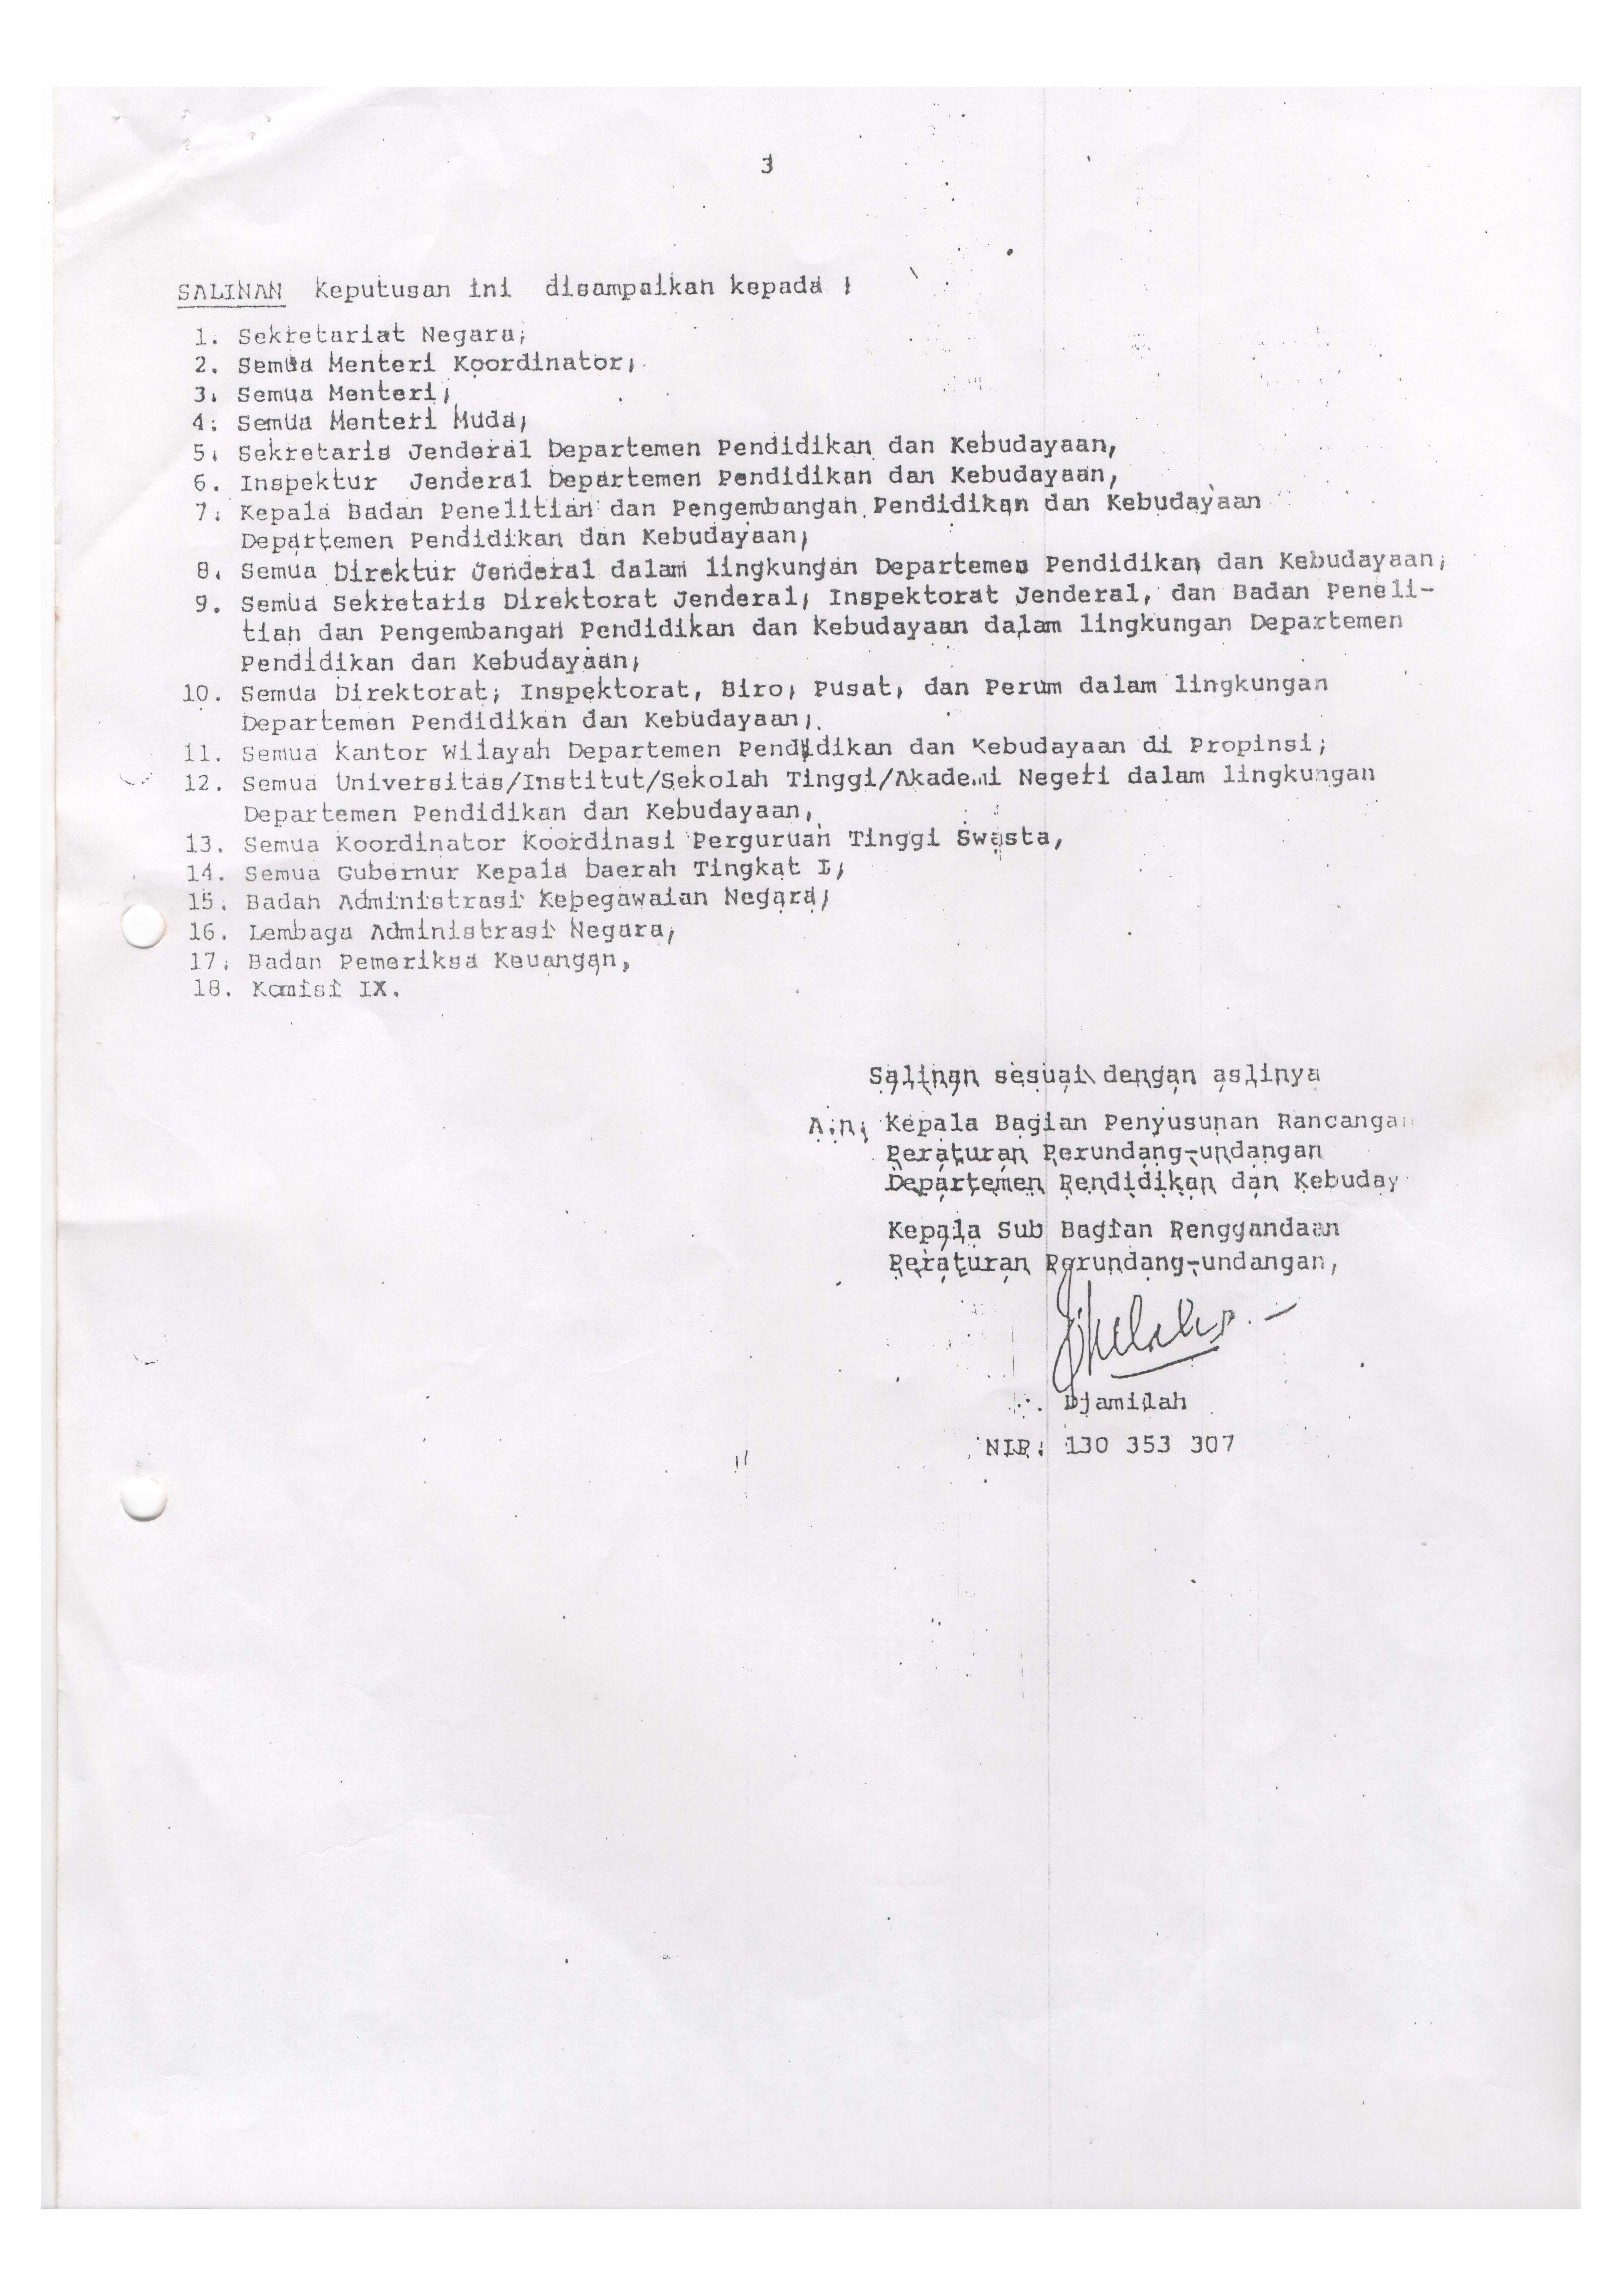 3
SALINAN Keputusan ini disampaikan kepada :
1. Sekretariat Negara;
2. Semua Menteri Koordinator;
3. Semua Menteri;
4. Semua Menteri Muda;
5. Sekretaris Jenderal Departemen Pendidikan dan Kebudayaan,
6. Inspektur Jenderal Departemen Pendidikan dan Kebudayaan,
7. Kepala Badan Penelitian dan Pengembangan Pendidikan dan Kebudayaan
Departemen Pendidikan dan Kebudayaan;
8. Semua Direktur Jenderal dalam lingkungan Departemen Pendidikan dan Kebudayaan;
9. Semua Sekretaris Direktorat Jenderal, Inspektorat Jenderal, dan Badan Peneli-
tian dan Pengembangan Pendidikan dan Kebudayaan dalam lingkungan Departemen
Pendidikan dan Kebudayaan;
10. Semua Direktorat, Inspektorat, Biro, Pusat, dan Perum dalam lingkungan
Departemen Pendidikan dan Kebudayaan;
11. Semua Kantor Wilayah Departemen Pendidikan dan Kebudayaan di Propinsi;
12. Semua Universitas/Institut/Sekolah Tinggi/Akademi Negeri dalam lingkungan
Departemen Pendidikan dan Kebudayaan,
13. Semua Koordinator Koordinasi Perguruan Tinggi Swasta,
14. Semua Gubernur Kepala Daerah Tingkat I;
15. Badan Administrasi Kepegawaian Negara;
16. Lembaga Administrasi Negara;
17. Badan Pemeriksa Keuangan,
18. Komisi IX.
Salinan sesuai dengan aslinya
A.n. Kepala Bagian Penyusunan Rancangan
Peraturan Perundang-undangan
Departemen Pendidikan dan Kebuday
Kepala Sub Bagian Penggandaan
Peraturan Perundang-undangan,
Djamilah
NIP. 130 353 307